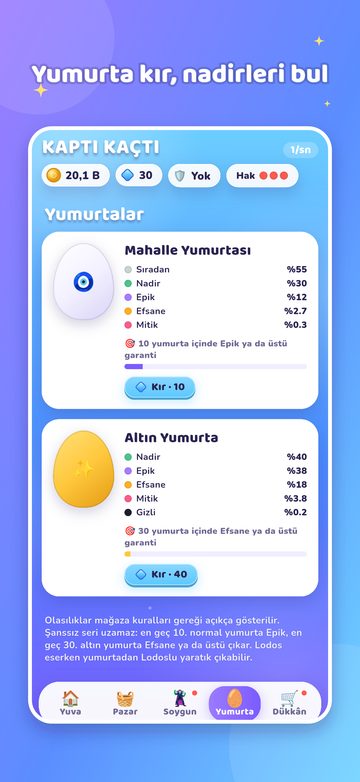 Yumurta kır, nadirleri bul
KAPTI KAÇTI
1/sn
20,1 B
30
Yok
Hak
Yumurtalar
Mahalle Yumurtası
Sıradan %55
Nadir %30
Epik %12
Efsane %2.7
Mitik %0.3
10 yumurta içinde Epik ya da üstü
garanti
Kır · 10
Altın Yumurta
Nadir %40
Epik %38
Efsane %18
Mitik %3.8
Gizli %0.2
30 yumurta içinde Efsane ya da üstü
garanti
Kır · 40
Olasılıklar mağaza kuralları gereği açıkça gösterilir.
Şanssız seri uzamaz: en geç 10. normal yumurta Epik, en
geç 30. altın yumurta Efsane ya da üstü çıkar. Lodos
eserken yumurtadan Lodoslu yaratık çıkabilir.
Yuva
Pazar
Soygun
Yumurta
Dükkân